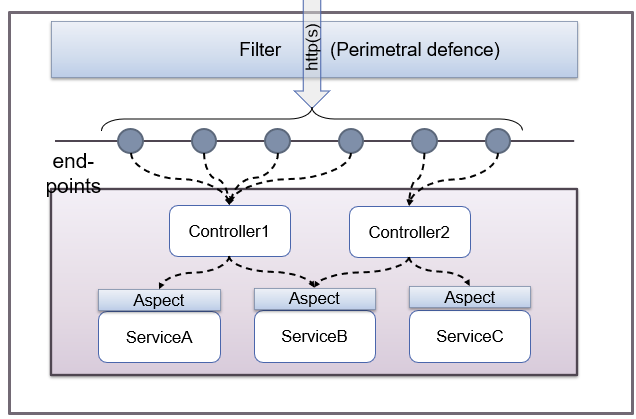 Filter
http(s)
(Perimetral defence)
end-
points
Controller1
Controller2
Aspect
Aspect
Aspect
ServiceA
ServiceB
ServiceC